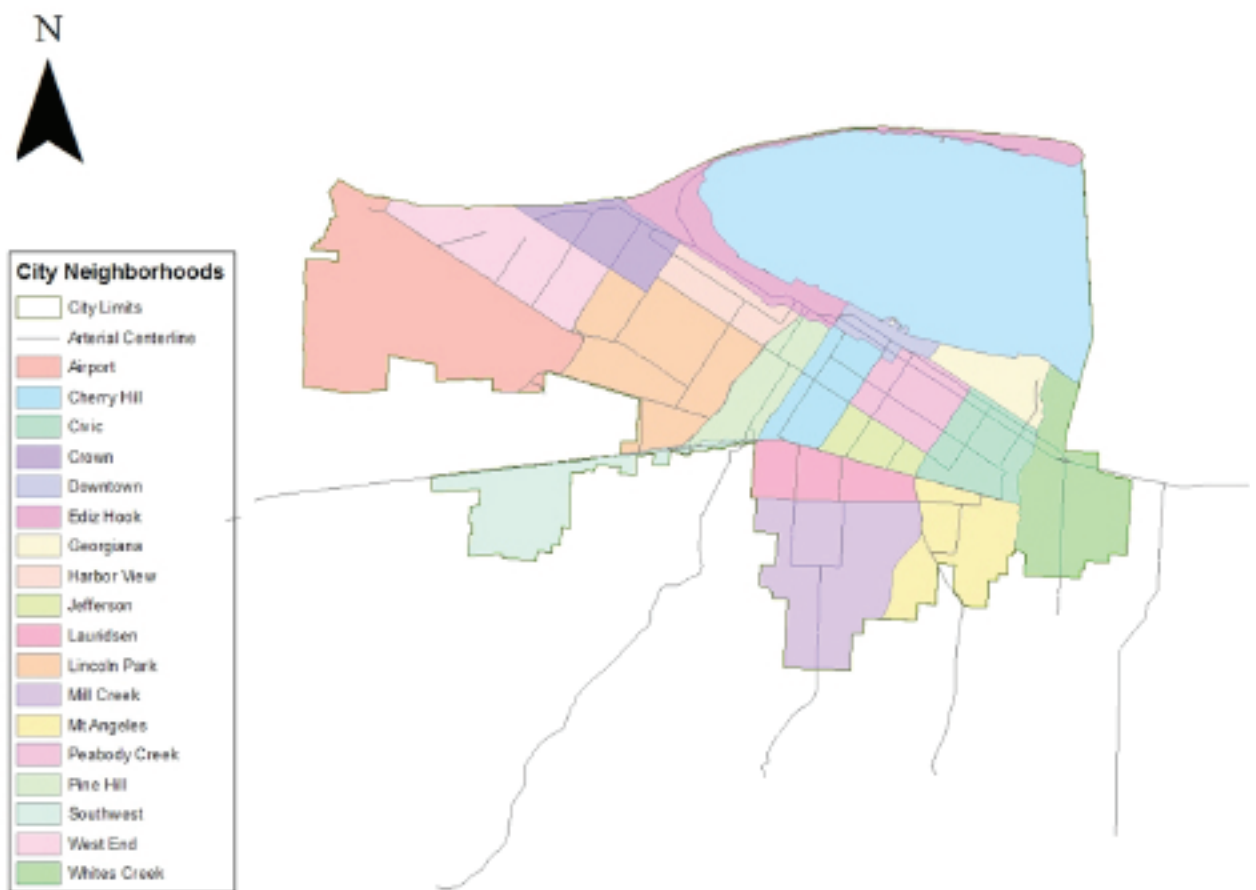 N
City Neighborhoods
City Limits
Arterial Centerline
Airport
Cherry Hill
Civic
Crown
Downtown
Ediz Hook
Georgiana
Harbor View
Jefferson
Lauridsen
Lincoln Park
Mill Creek
Mt Angeles
Peabody Creek
Pine Hill
Southwest
West End
Whites Creek